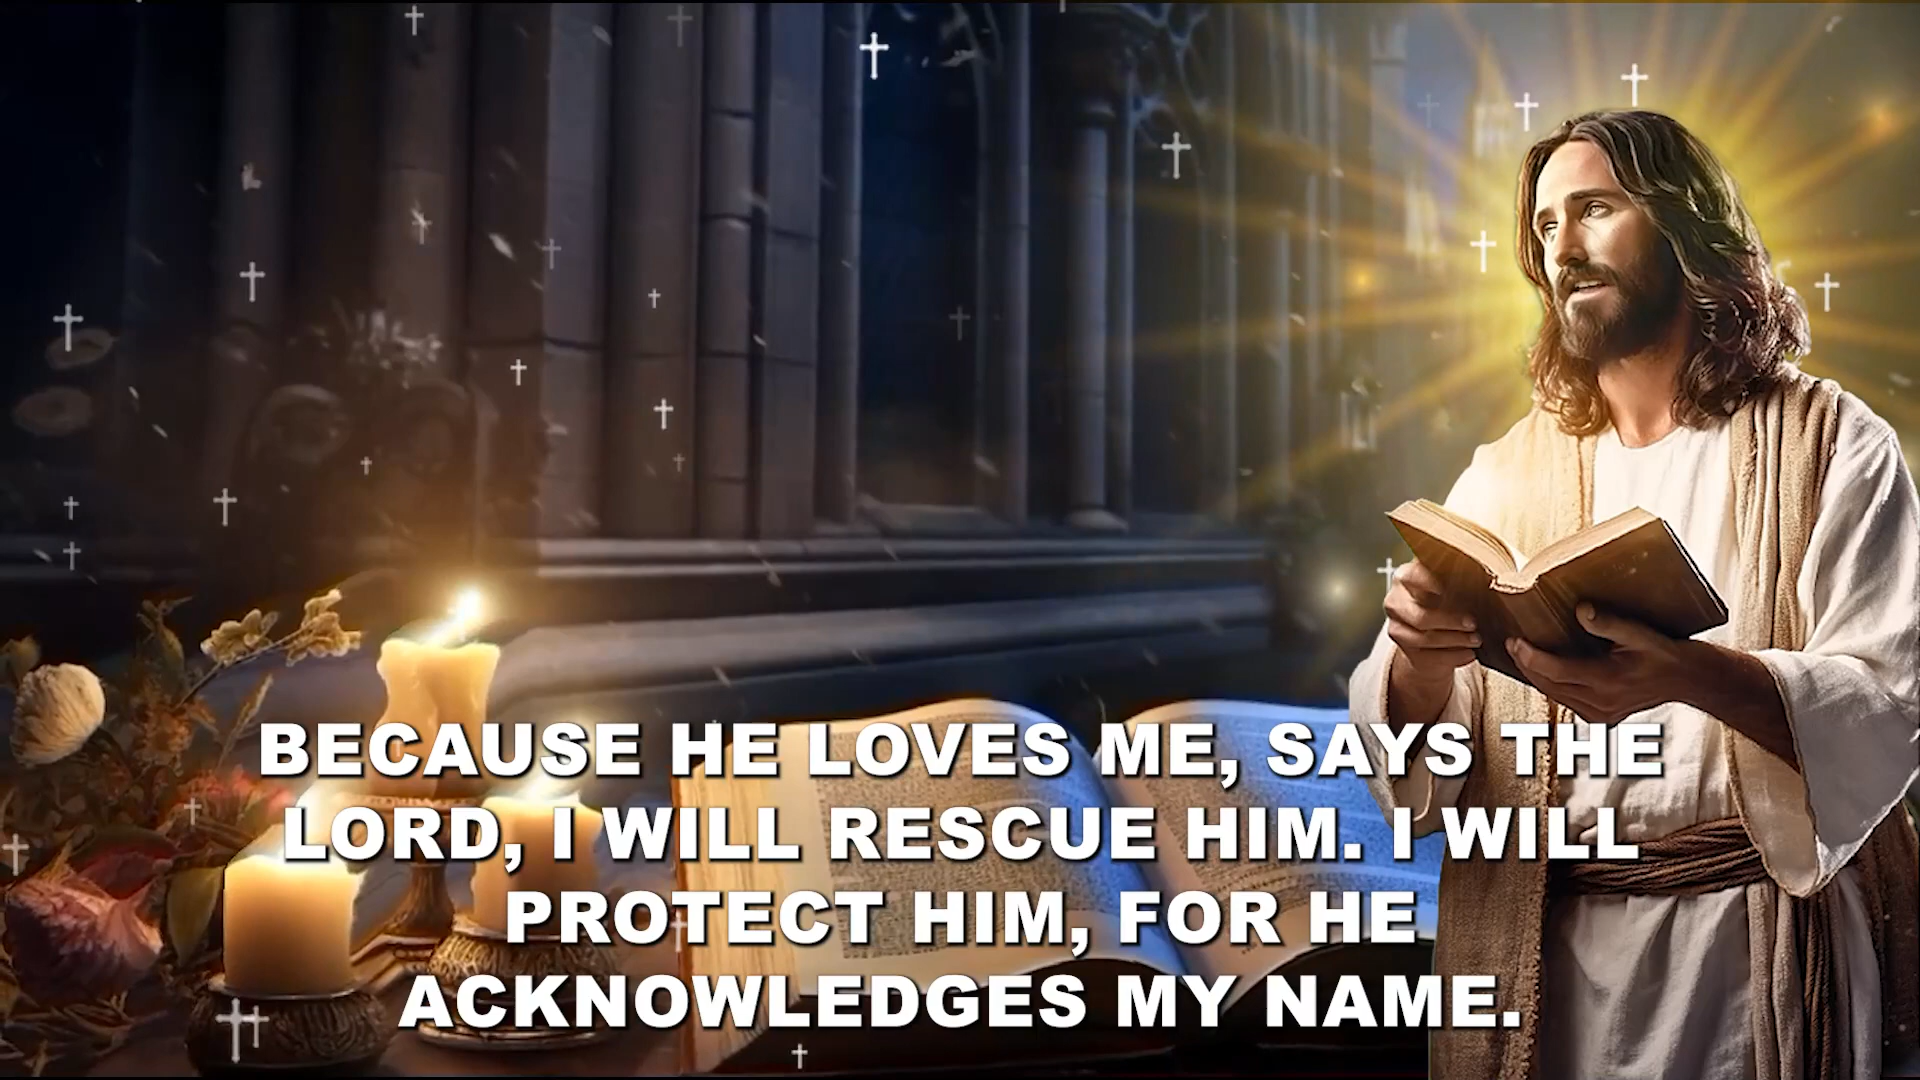 BECAUSE HE LOVES ME, SAYS THE
LORD, I WILL RESCUE HIM. I WILL
PROTECT HIM, FOR HE
ACKNOWLEDGES MY NAME.